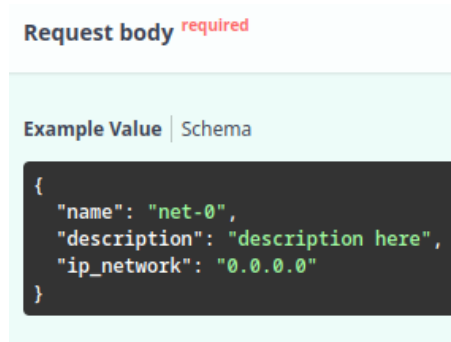 Request body required
Example Value Schema
{
"name": "net-0",
"description": "description here",
"ip_network": "0.0.0.0"
}